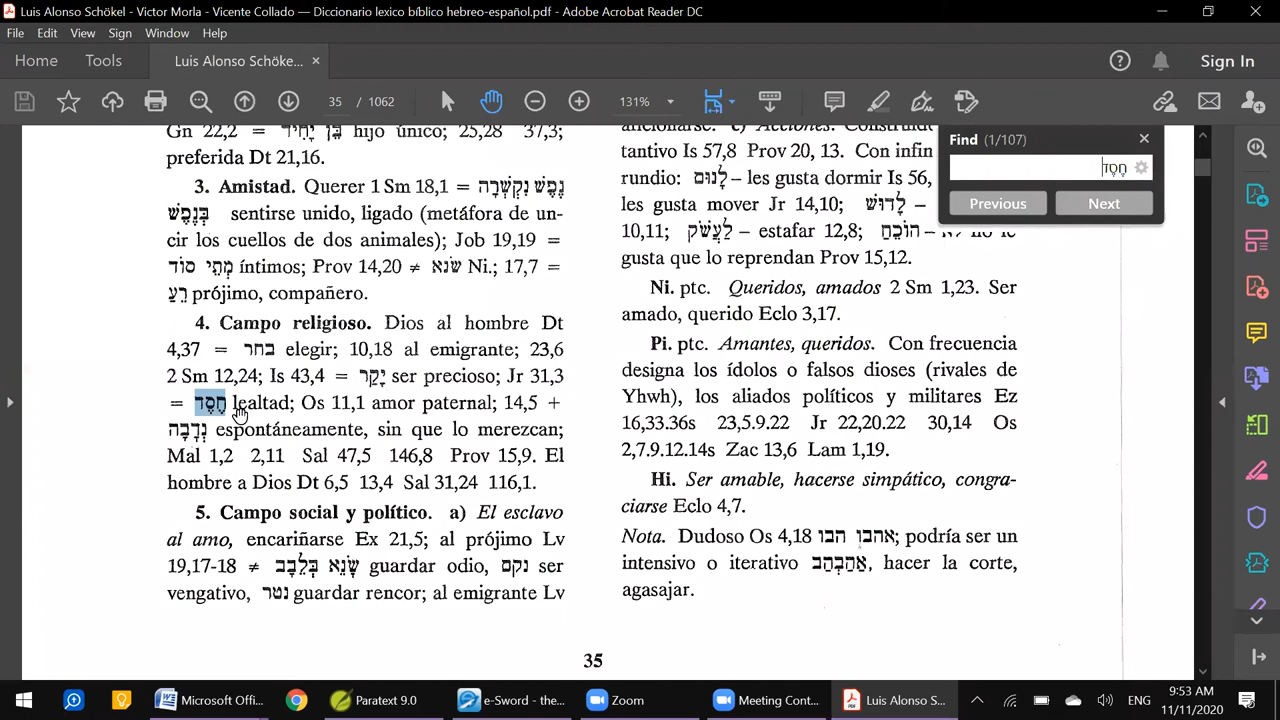 Luis Alonso Schökel - Victor Morla - Vicente Collado — Diccionario lexico bíblico hebreo-español.pdf - Adobe Acrobat Reader DC
File Edit View Sign Window Help
Home Tools Luis Alonso Schöke... × Sign In
35 / 1062 131%
Find (1/107)
חֶסֶד
Previous Next
Gn 22,2 = בֵּן יָחִיד hijo único; 25,28 37,3;
preferida Dt 21,16.
3. Amistad. Querer 1 Sm 18,1 = נֶפֶשׁ נִקְשְׁרָה
בְּנֶפֶשׁ sentirse unido, ligado (metáfora de un-
cir los cuellos de dos animales); Job 19,19 =
מְתֵי סוֹד íntimos; Prov 14,20 ≠ שׂנא Ni.; 17,7 =
רֵעַ prójimo, compañero.
4. Campo religioso. Dios al hombre Dt
4,37 = בחר elegir; 10,18 al emigrante; 23,6
2 Sm 12,24; Is 43,4 = יָקַר ser precioso; Jr 31,3
= חֶסֶד lealtad; Os 11,1 amor paternal; 14,5 +
נְדָבָה espontáneamente, sin que lo merezcan;
Mal 1,2 2,11 Sal 47,5 146,8 Prov 15,9. El
hombre a Dios Dt 6,5 13,4 Sal 31,24 116,1.
5. Campo social y político. a) El esclavo
al amo, encariñarse Ex 21,5; al prójimo Lv
19,17-18 ≠ שָׂנֵא בְּלֵבָב guardar odio, נקם ser
vengativo, נטר guardar rencor; al emigrante Lv
c) Acciones.
tantivo Is 57,8 Prov 20, 13. Con infin
rundio: לָנוּם – les gusta dormir Is 56,
les gusta mover Jr 14,10; לָדוּשׁ –
10,11; לַעֲשֹׁק – estafar 12,8; הוֹכֵחַ –
gusta que lo reprendan Prov 15,12.
Ni. ptc. Queridos, amados 2 Sm 1,23. Ser
amado, querido Eclo 3,17.
Pi. ptc. Amantes, queridos. Con frecuencia
designa los ídolos o falsos dioses (rivales de
Yhwh), los aliados políticos y militares Ez
16,33.36s 23,5.9.22 Jr 22,20.22 30,14 Os
2,7.9.12.14s Zac 13,6 Lam 1,19.
Hi. Ser amable, hacerse simpático, congra-
ciarse Eclo 4,7.
Nota. Dudoso Os 4,18 אהבו הבו; podría ser un
intensivo o iterativo אֲהַבְהַב, hacer la corte,
agasajar.
35
Microsoft Offi... Paratext 9.0 e-Sword - the... Zoom Meeting Cont... Luis Alonso S... ENG 9:53 AM
11/11/2020